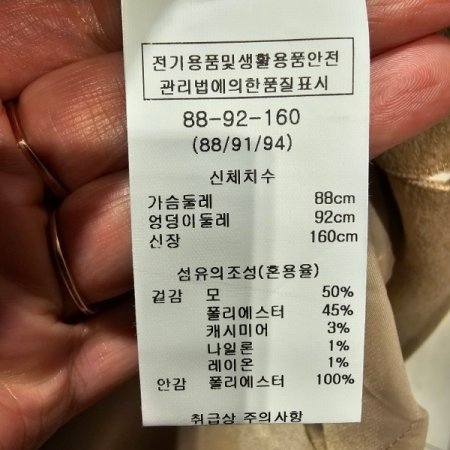 전기용품및생활용품안전
관리법에의한품질표시
88-92-160
(88/91/94)
신체치수
가슴둘레 88cm
엉덩이둘레 92cm
신장 160cm
섬유의조성(혼용율)
겉감 모 50%
폴리에스터 45%
캐시미어 3%
나일론 1%
레이온 1%
안감 폴리에스터 100%
취급상 주의사항